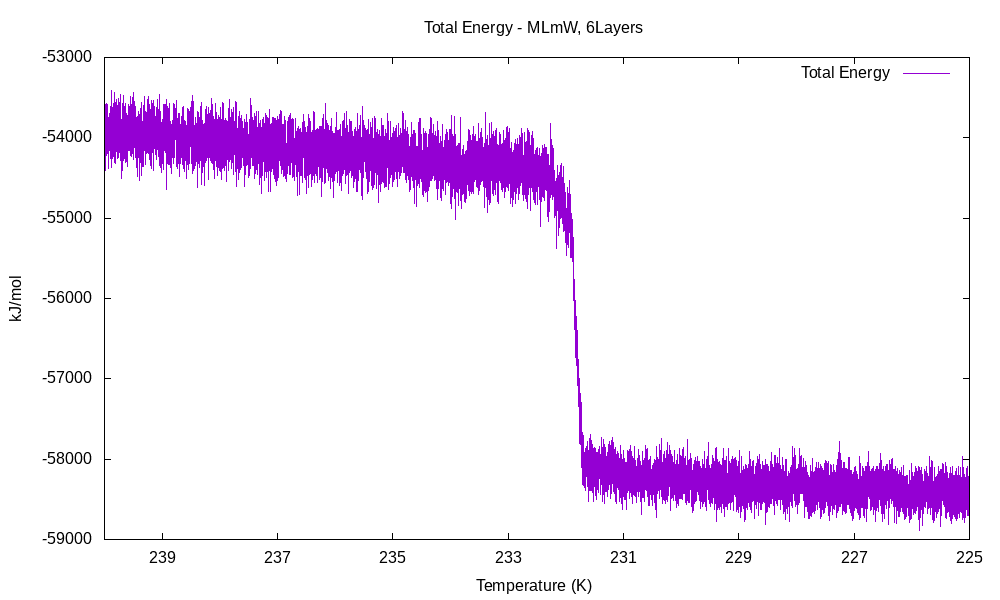 Total Energy - MLmW, 6Layers
Total Energy
-53000
-54000
-55000
-56000
-57000
-58000
-59000
kJ/mol
239 237 235 233 231 229 227 225
Temperature (K)